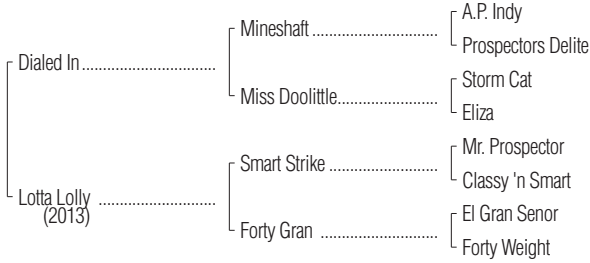 A.P. Indy
Mineshaft
Prospectors Delite
Dialed In
Storm Cat
Miss Doolittle
Eliza
Mr. Prospector
Smart Strike
Classy 'n Smart
Lotta Lolly
(2013)
El Gran Senor
Forty Gran
Forty Weight